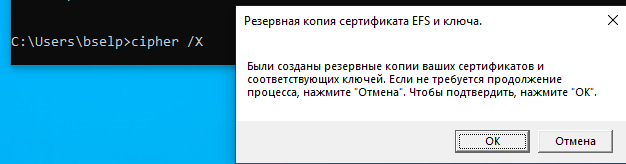 Резервная копия сертификата EFS и ключа.
C:\Users\bselp>cipher /X
Были созданы резервные копии ваших сертификатов и
соответствующих ключей. Если не требуется продолжение
процесса, нажмите "Отмена". Чтобы подтвердить, нажмите "ОК".
ОК
Отмена